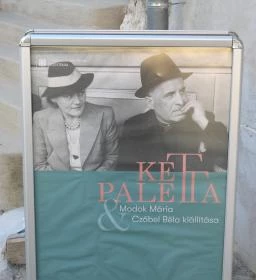 KÉT
PALETTA
& Modok Mária
Czóbel Béla kiállítása